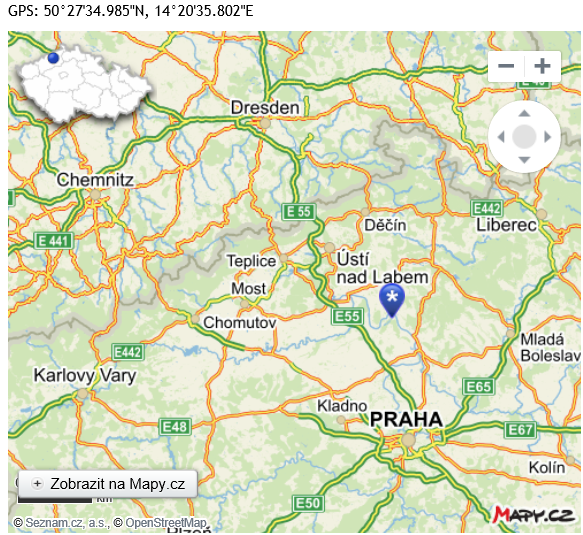 GPS: 50°27'34.985"N, 14°20'35.802"E
Dresden
Chemnitz
E 55
E442
Děčín
Liberec
E 441
Teplice
Ústí
nad Labem
Most
Chomutov
E55
E442
Mladá
Boleslav
Karlovy Vary
E65
Kladno
PRAHA
E48
E67
Kolín
+ Zobrazit na Mapy.cz
km
E50
MAPY.CZ
© Seznam.cz, a.s., © OpenStreetMap
Plzeň